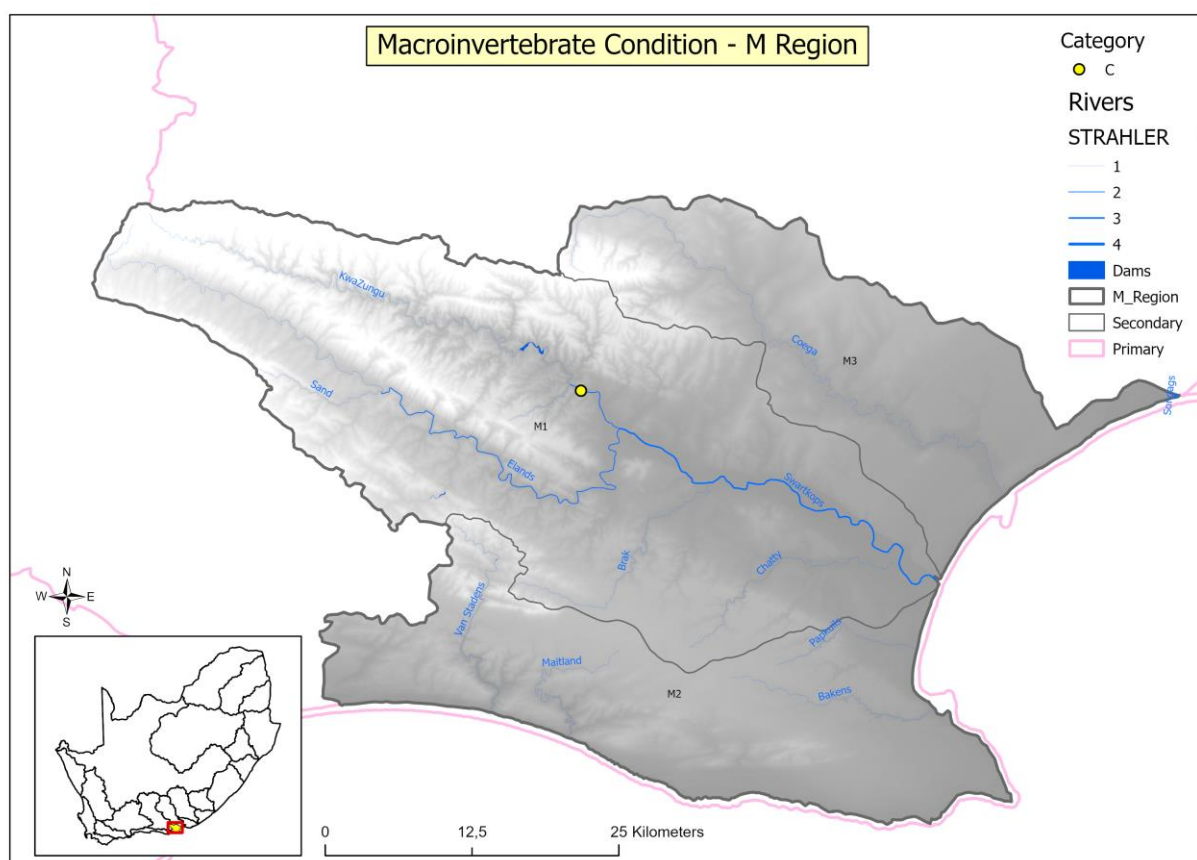 Macroinvertebrate Condition - M Region
Category
C
Rivers
STRAHLER
1
2
3
4
Dams
M_Region
Secondary
Primary
KwaZungu
Coega
M3
Sand
M1
Elands
Swartkops
Brak
Chatty
Van Stadens
Papkuils
Maitland
M2
Bakens
N
W E
S
0 12,5 25 Kilometers